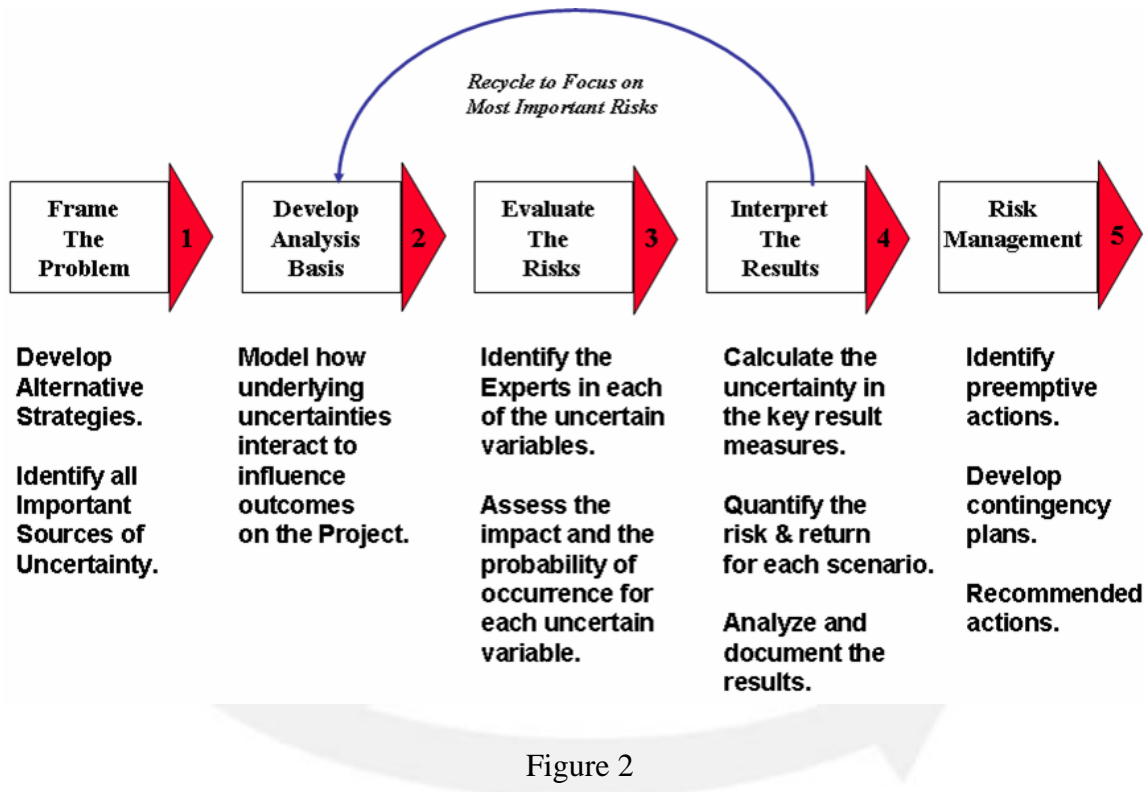 Recycle to Focus on
Most Important Risks
Frame
The
Problem
1
Develop
Analysis
Basis
2
Evaluate
The
Risks
3
Interpret
The
Results
4
Risk
Management
5
Develop
Alternative
Strategies.
Identify all
Important
Sources of
Uncertainty.
Model how
underlying
uncertainties
interact to
influence
outcomes
on the Project.
Identify the
Experts in each
of the uncertain
variables.
Assess the
impact and the
probability of
occurrence for
each uncertain
variable.
Calculate the
uncertainty in
the key result
measures.
Quantify the
risk & return
for each scenario.
Analyze and
document the
results.
Identify
preemptive
actions.
Develop
contingency
plans.
Recommended
actions.
Figure 2